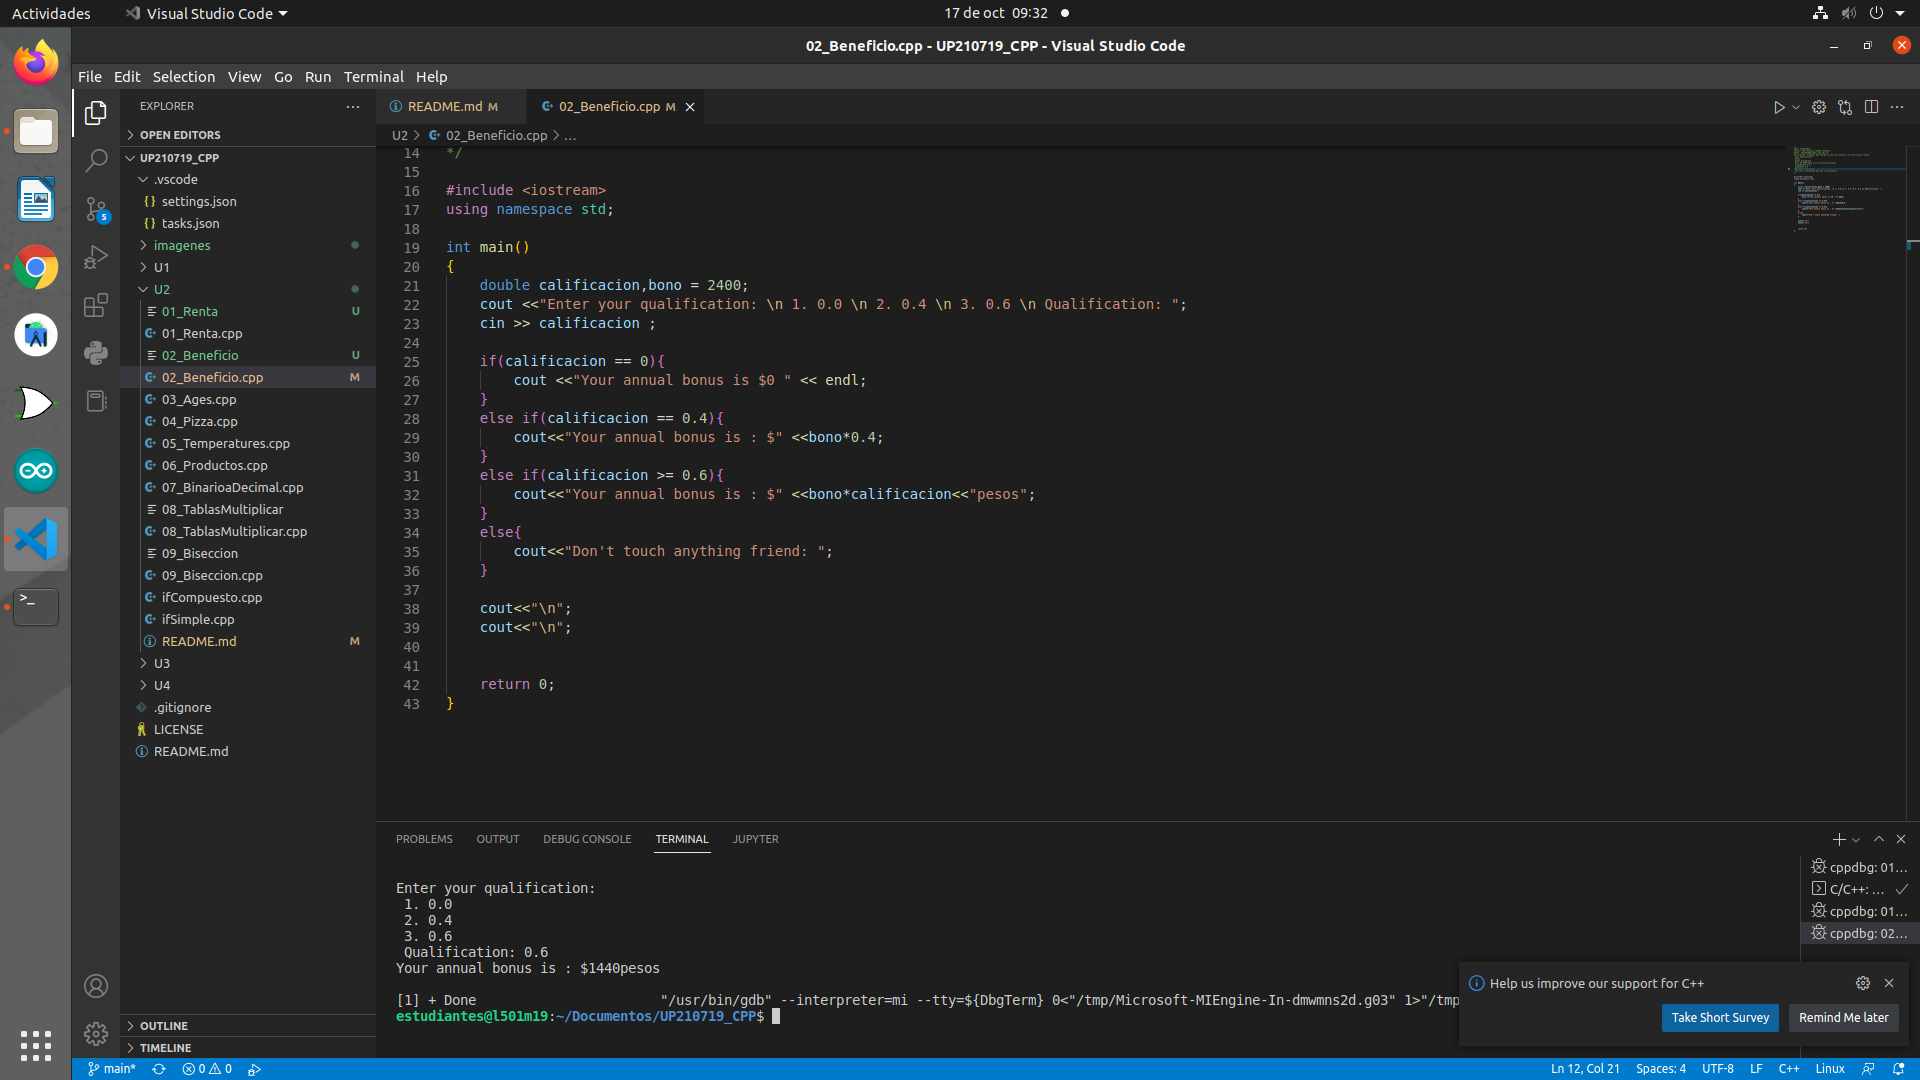 Actividades
Visual Studio Code
17 de oct 09:32
02_Beneficio.cpp - UP210719_CPP - Visual Studio Code
File Edit Selection View Go Run Terminal Help
EXPLORER
OPEN EDITORS
UP210719_CPP
.vscode
settings.json
tasks.json
imagenes
U1
U2
01_Renta U
01_Renta.cpp
02_Beneficio U
02_Beneficio.cpp M
03_Ages.cpp
04_Pizza.cpp
05_Temperatures.cpp
06_Productos.cpp
07_BinarioaDecimal.cpp
08_TablasMultiplicar
08_TablasMultiplicar.cpp
09_Biseccion
09_Biseccion.cpp
ifCompuesto.cpp
ifSimple.cpp
README.md M
U3
U4
.gitignore
LICENSE
README.md
OUTLINE
TIMELINE
5
README.md M
02_Beneficio.cpp M
U2 > 02_Beneficio.cpp > ...
14 */
15
16 #include <iostream>
17 using namespace std;
18
19 int main()
20 {
21 double calificacion,bono = 2400;
22 cout <<"Enter your qualification: \n 1. 0.0 \n 2. 0.4 \n 3. 0.6 \n Qualification: ";
23 cin >> calificacion ;
24
25 if(calificacion == 0){
26 cout <<"Your annual bonus is $0 " << endl;
27 }
28 else if(calificacion == 0.4){
29 cout<<"Your annual bonus is : $" <<bono*0.4;
30 }
31 else if(calificacion >= 0.6){
32 cout<<"Your annual bonus is : $" <<bono*calificacion<<"pesos";
33 }
34 else{
35 cout<<"Don't touch anything friend: ";
36 }
37
38 cout<<"\n";
39 cout<<"\n";
40
41
42 return 0;
43 }
PROBLEMS OUTPUT DEBUG CONSOLE TERMINAL JUPYTER
Enter your qualification:
1. 0.0
2. 0.4
3. 0.6
Qualification: 0.6
Your annual bonus is : $1440pesos
[1] + Done "/usr/bin/gdb" --interpreter=mi --tty=${DbgTerm} 0<"/tmp/Microsoft-MIEngine-In-dmwmns2d.g03" 1>"/tmp
estudiantes@l501m19:~/Documentos/UP210719_CPP$
cppdbg: 01...
C/C++: ...
cppdbg: 01...
cppdbg: 02...
Help us improve our support for C++
Take Short Survey
Remind Me later
main* 0 0
Ln 12, Col 21 Spaces: 4 UTF-8 LF C++ Linux